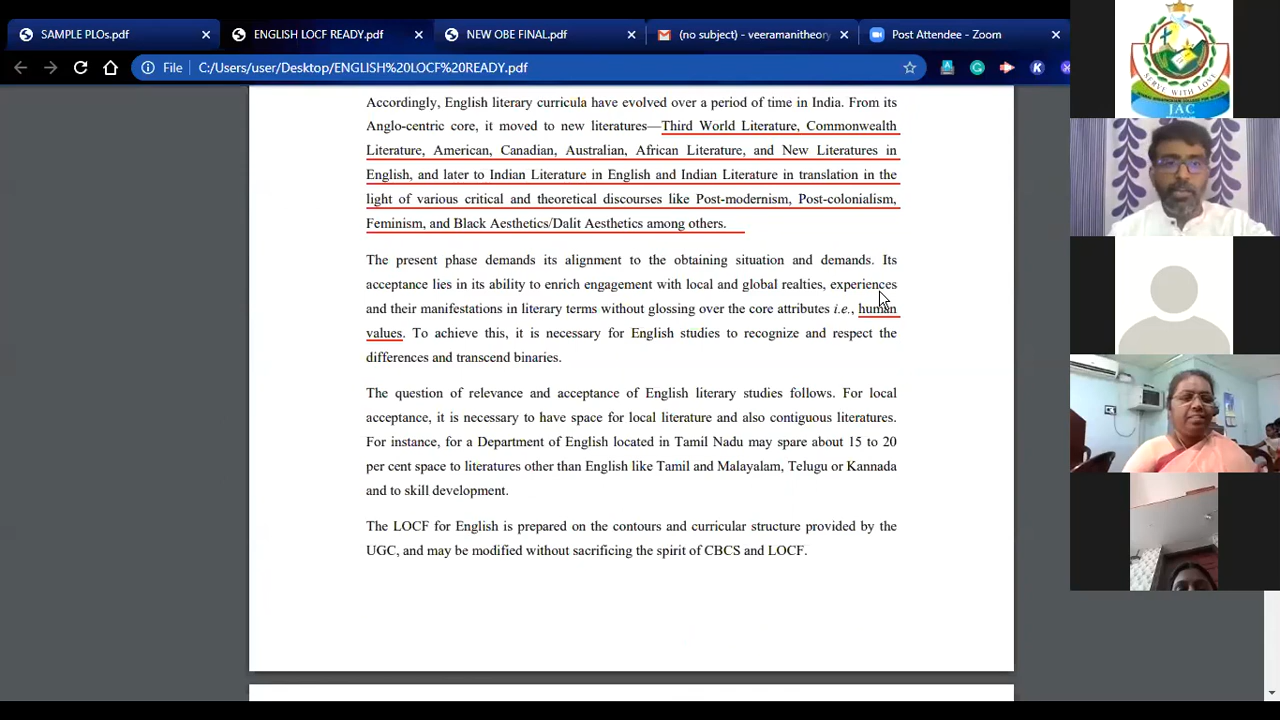 SAMPLE PLOs.pdf
ENGLISH LOCF READY.pdf
NEW OBE FINAL.pdf
(no subject) - veeramanitheory
Post Attendee - Zoom
File
C:/Users/user/Desktop/ENGLISH%20LOCF%20READY.pdf
Accordingly, English literary curricula have evolved over a period of time in India. From its
Anglo-centric core, it moved to new literatures—Third World Literature, Commonwealth
Literature, American, Canadian, Australian, African Literature, and New Literatures in
English, and later to Indian Literature in English and Indian Literature in translation in the
light of various critical and theoretical discourses like Post-modernism, Post-colonialism,
Feminism, and Black Aesthetics/Dalit Aesthetics among others.
The present phase demands its alignment to the obtaining situation and demands. Its
acceptance lies in its ability to enrich engagement with local and global realties, experiences
and their manifestations in literary terms without glossing over the core attributes i.e., human
values. To achieve this, it is necessary for English studies to recognize and respect the
differences and transcend binaries.
The question of relevance and acceptance of English literary studies follows. For local
acceptance, it is necessary to have space for local literature and also contiguous literatures.
For instance, for a Department of English located in Tamil Nadu may spare about 15 to 20
per cent space to literatures other than English like Tamil and Malayalam, Telugu or Kannada
and to skill development.
The LOCF for English is prepared on the contours and curricular structure provided by the
UGC, and may be modified without sacrificing the spirit of CBCS and LOCF.
SERVE WITH LOVE
JAC